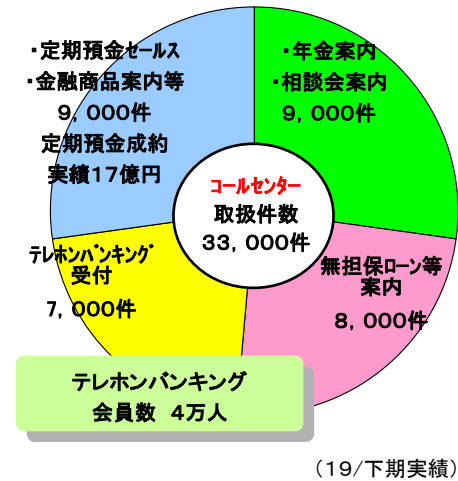 ・定期預金ｾｰﾙｽ
・金融商品案内等
９，０００件
定期預金成約
実績１７億円
・年金案内
・相談会案内
９，０００件
ｺｰﾙｾﾝﾀｰ
取扱件数
３３，０００件
ﾃﾚﾎﾝﾊﾞﾝｷﾝｸﾞ
受付
７，０００件
無担保ﾛｰﾝ等
案内
８，０００件
テレホンバンキング
会員数　４万人
（１９/下期実績）